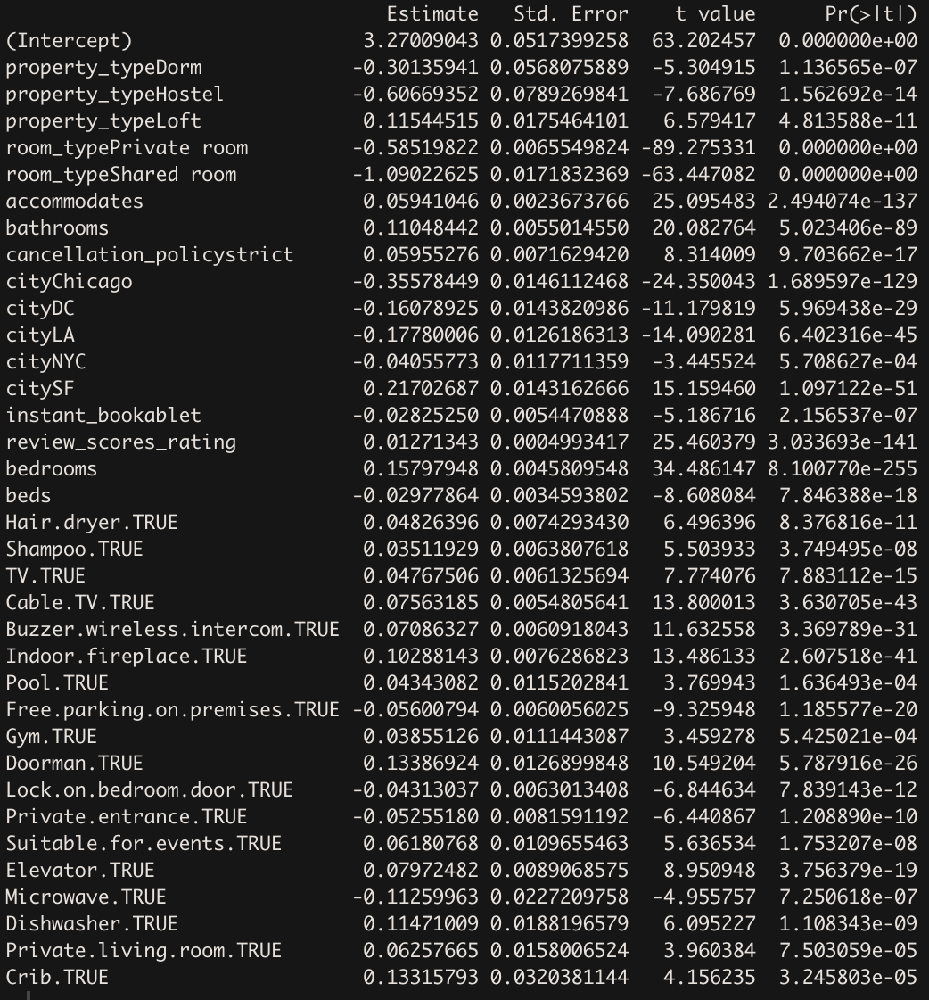 Estimate Std. Error t value Pr(>|t|)
(Intercept) 3.27009043 0.0517399258 63.202457 0.000000e+00
property_typeDorm -0.30135941 0.0568075889 -5.304915 1.136565e-07
property_typeHostel -0.60669352 0.0789269841 -7.686769 1.562692e-14
property_typeLoft 0.11544515 0.0175464101 6.579417 4.813588e-11
room_typePrivate room -0.58519822 0.0065549824 -89.275331 0.000000e+00
room_typeShared room -1.09022625 0.0171832369 -63.447082 0.000000e+00
accommodates 0.05941046 0.0023673766 25.095483 2.494074e-137
bathrooms 0.11048442 0.0055014550 20.082764 5.023406e-89
cancellation_policystrict 0.05955276 0.0071629420 8.314009 9.703662e-17
cityChicago -0.35578449 0.0146112468 -24.350043 1.689597e-129
cityDC -0.16078925 0.0143820986 -11.179819 5.969438e-29
cityLA -0.17780006 0.0126186313 -14.090281 6.402316e-45
cityNYC -0.04055773 0.0117711359 -3.445524 5.708627e-04
citySF 0.21702687 0.0143162666 15.159460 1.097122e-51
instant_bookablet -0.02825250 0.0054470888 -5.186716 2.156537e-07
review_scores_rating 0.01271343 0.0004993417 25.460379 3.033693e-141
bedrooms 0.15797948 0.0045809548 34.486147 8.100770e-255
beds -0.02977864 0.0034593802 -8.608084 7.846388e-18
Hair.dryer.TRUE 0.04826396 0.0074293430 6.496396 8.376816e-11
Shampoo.TRUE 0.03511929 0.0063807618 5.503933 3.749495e-08
TV.TRUE 0.04767506 0.0061325694 7.774076 7.883112e-15
Cable.TV.TRUE 0.07563185 0.0054805641 13.800013 3.630705e-43
Buzzer.wireless.intercom.TRUE 0.07086327 0.0060918043 11.632558 3.369789e-31
Indoor.fireplace.TRUE 0.10288143 0.0076286823 13.486133 2.607518e-41
Pool.TRUE 0.04343082 0.0115202841 3.769943 1.636493e-04
Free.parking.on.premises.TRUE -0.05600794 0.0060056025 -9.325948 1.185577e-20
Gym.TRUE 0.03855126 0.0111443087 3.459278 5.425021e-04
Doorman.TRUE 0.13386924 0.0126899848 10.549204 5.787916e-26
Lock.on.bedroom.door.TRUE -0.04313037 0.0063013408 -6.844634 7.839143e-12
Private.entrance.TRUE -0.05255180 0.0081591192 -6.440867 1.208890e-10
Suitable.for.events.TRUE 0.06180768 0.0109655463 5.636534 1.753207e-08
Elevator.TRUE 0.07972482 0.0089068575 8.950948 3.756379e-19
Microwave.TRUE -0.11259963 0.0227209758 -4.955757 7.250618e-07
Dishwasher.TRUE 0.11471009 0.0188196579 6.095227 1.108343e-09
Private.living.room.TRUE 0.06257665 0.0158006524 3.960384 7.503059e-05
Crib.TRUE 0.13315793 0.0320381144 4.156235 3.245803e-05